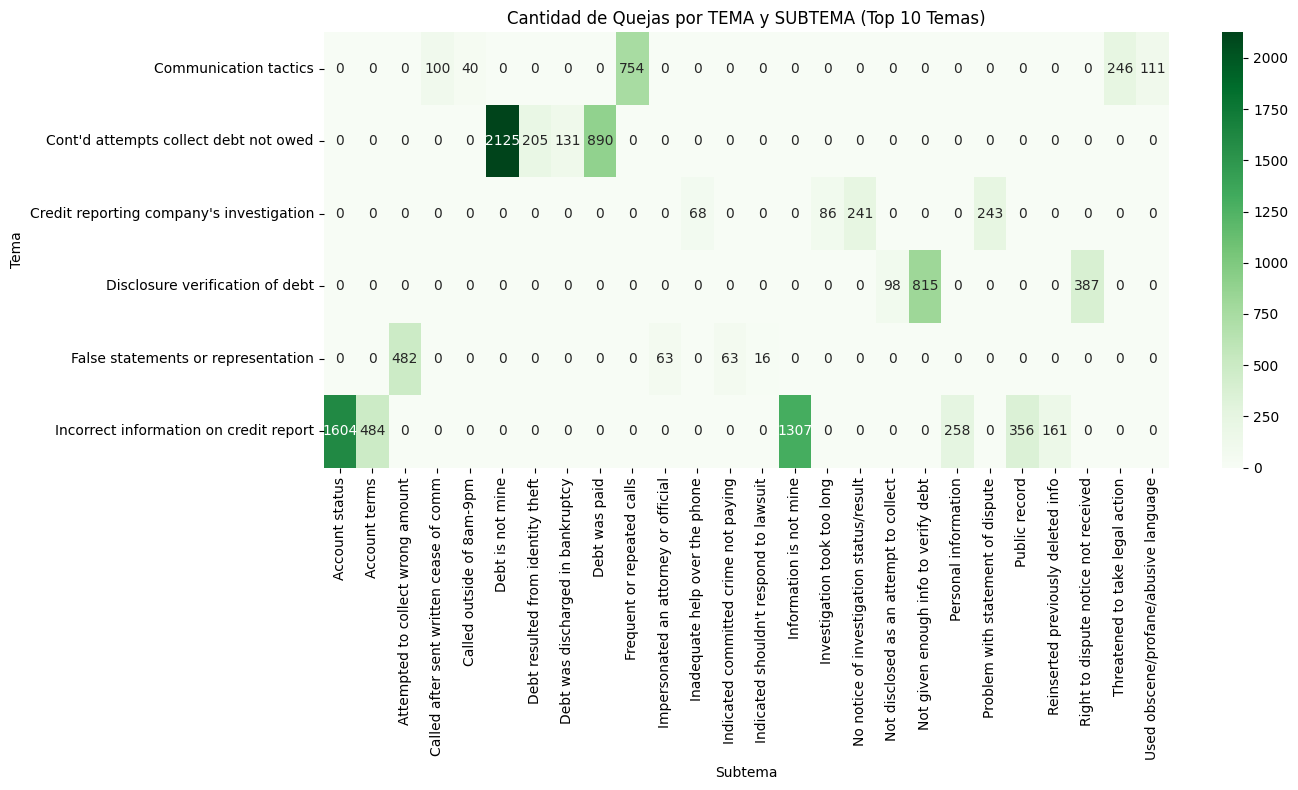 Cantidad de Quejas por TEMA y SUBTEMA (Top 10 Temas)
Tema
Communication tactics 0 0 0 100 40 0 0 0 0 754 0 0 0 0 0 0 0 0 0 0 0 0 0 0 246 111
Cont'd attempts collect debt not owed 0 0 0 0 0 2125 205 131 890 0 0 0 0 0 0 0 0 0 0 0 0 0 0 0 0 0
Credit reporting company's investigation 0 0 0 0 0 0 0 0 0 0 0 68 0 0 0 86 241 0 0 0 243 0 0 0 0 0
Disclosure verification of debt 0 0 0 0 0 0 0 0 0 0 0 0 0 0 0 0 0 98 815 0 0 0 0 387 0 0
False statements or representation 0 0 482 0 0 0 0 0 0 0 63 0 63 16 0 0 0 0 0 0 0 0 0 0 0 0
Incorrect information on credit report 1604 484 0 0 0 0 0 0 0 0 0 0 0 0 1307 0 0 0 0 258 0 356 161 0 0 0
Account status
Account terms
Attempted to collect wrong amount
Called after sent written cease of comm
Called outside of 8am-9pm
Debt is not mine
Debt resulted from identity theft
Debt was discharged in bankruptcy
Debt was paid
Frequent or repeated calls
Impersonated an attorney or official
Inadequate help over the phone
Indicated committed crime not paying
Indicated shouldn't respond to lawsuit
Information is not mine
Investigation took too long
No notice of investigation status/result
Not disclosed as an attempt to collect
Not given enough info to verify debt
Personal information
Problem with statement of dispute
Public record
Reinserted previously deleted info
Right to dispute notice not received
Threatened to take legal action
Used obscene/profane/abusive language
Subtema
2000
1750
1500
1250
1000
750
500
250
0